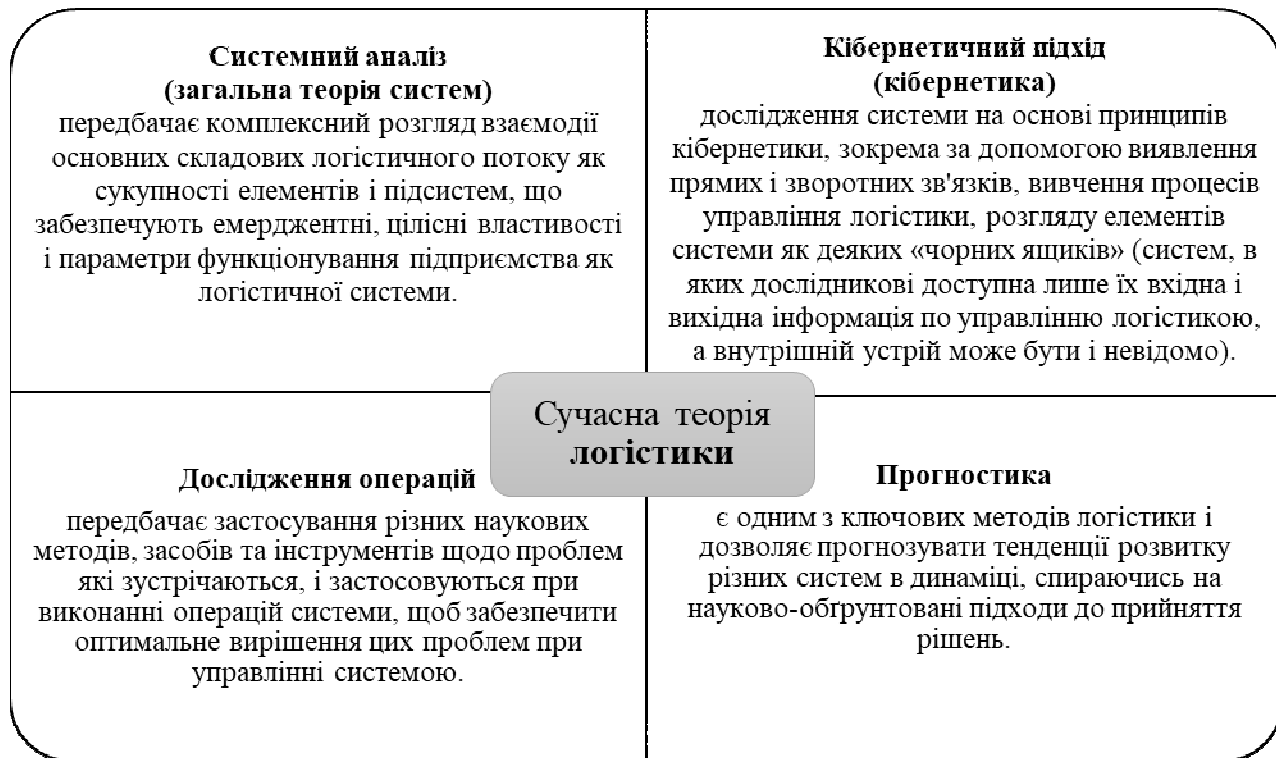 Системний аналіз
(загальна теорія систем)
передбачає комплексний розгляд взаємодії
основних складових логістичного потоку як
сукупності елементів і підсистем, що
забезпечують емерджентні, цілісні властивості
і параметри функціонування підприємства як
логістичної системи.
Кібернетичний підхід
(кібернетика)
дослідження системи на основі принципів
кібернетики, зокрема за допомогою виявлення
прямих і зворотних зв'язків, вивчення процесів
управління логістики, розгляду елементів
системи як деяких «чорних ящиків» (систем, в
яких дослідникові доступна лише їх вхідна і
вихідна інформація по управлінню логістикою,
а внутрішній устрій може бути і невідомо).
Сучасна теорія
логістики
Дослідження операцій
передбачає застосування різних наукових
методів, засобів та інструментів щодо проблем
які зустрічаються, і застосовуються при
виконанні операцій системи, щоб забезпечити
оптимальне вирішення цих проблем при
управлінні системою.
Прогностика
є одним з ключових методів логістики і
дозволяє прогнозувати тенденції розвитку
різних систем в динаміці, спираючись на
науково-обґрунтовані підходи до прийняття
рішень.